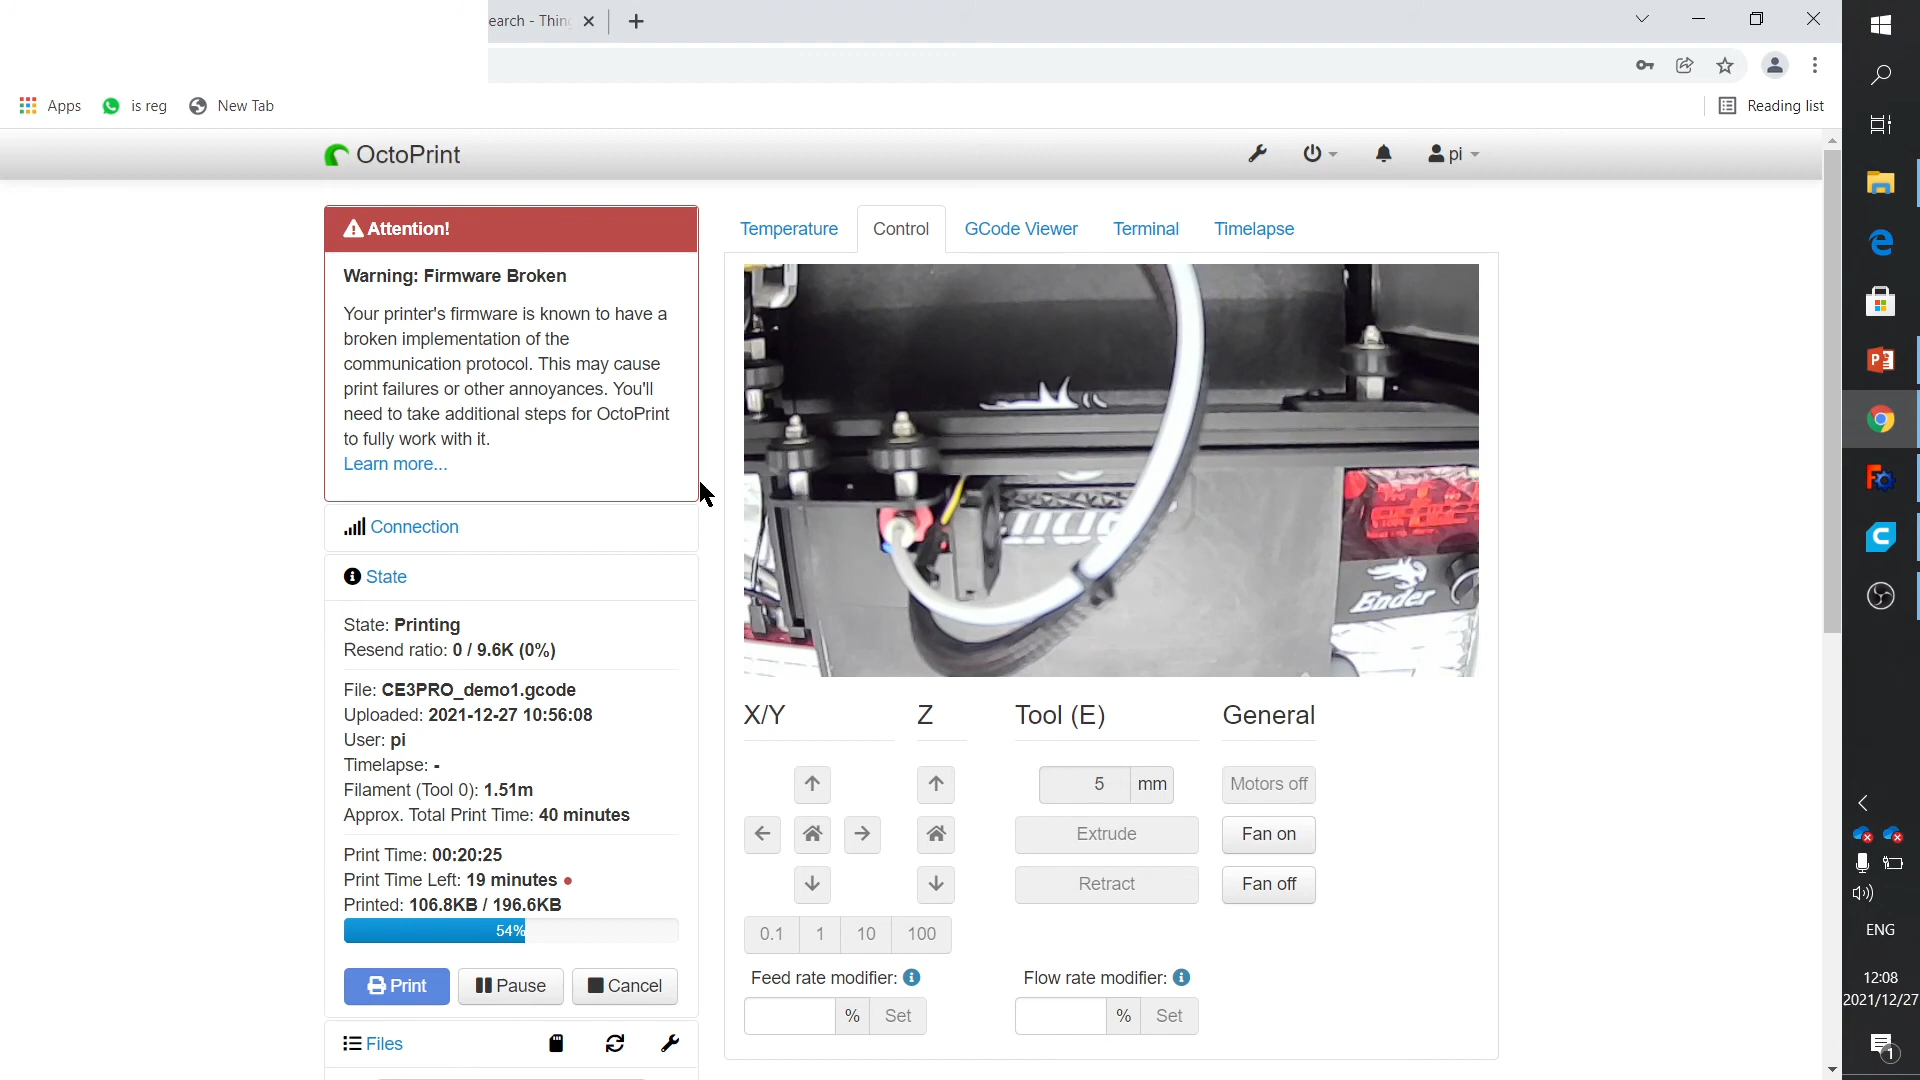 earch - Thing
Apps
is reg
New Tab
Reading list
OctoPrint
pi
Attention!
Warning: Firmware Broken
Your printer's firmware is known to have a
broken implementation of the
communication protocol. This may cause
print failures or other annoyances. You'll
need to take additional steps for OctoPrint
to fully work with it.
Learn more...
Connection
State
State: Printing
Resend ratio: 0 / 9.6K (0%)
File: CE3PRO_demo1.gcode
Uploaded: 2021-12-27 10:56:08
User: pi
Timelapse: -
Filament (Tool 0): 1.51m
Approx. Total Print Time: 40 minutes
Print Time: 00:20:25
Print Time Left: 19 minutes
Printed: 106.8KB / 196.6KB
54%
Print
Pause
Cancel
Files
Temperature
Control
GCode Viewer
Terminal
Timelapse
Ender
X/Y
Z
Tool (E)
General
5 mm
Motors off
Extrude
Fan on
Retract
Fan off
0.1 1 10 100
Feed rate modifier:
% Set
Flow rate modifier:
% Set
ENG
12:08
2021/12/27
1